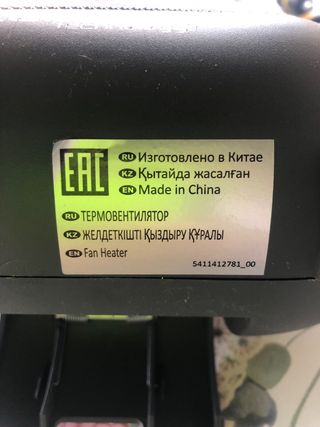 EAC
RU Изготовлено в Китае
KZ Қытайда жасалған
EN Made in China
RU ТЕРМОВЕНТИЛЯТОР
KZ ЖЕЛДЕТКІШТІ ҚЫЗДЫРУ ҚҰРАЛЫ
EN Fan Heater
5411412781_00